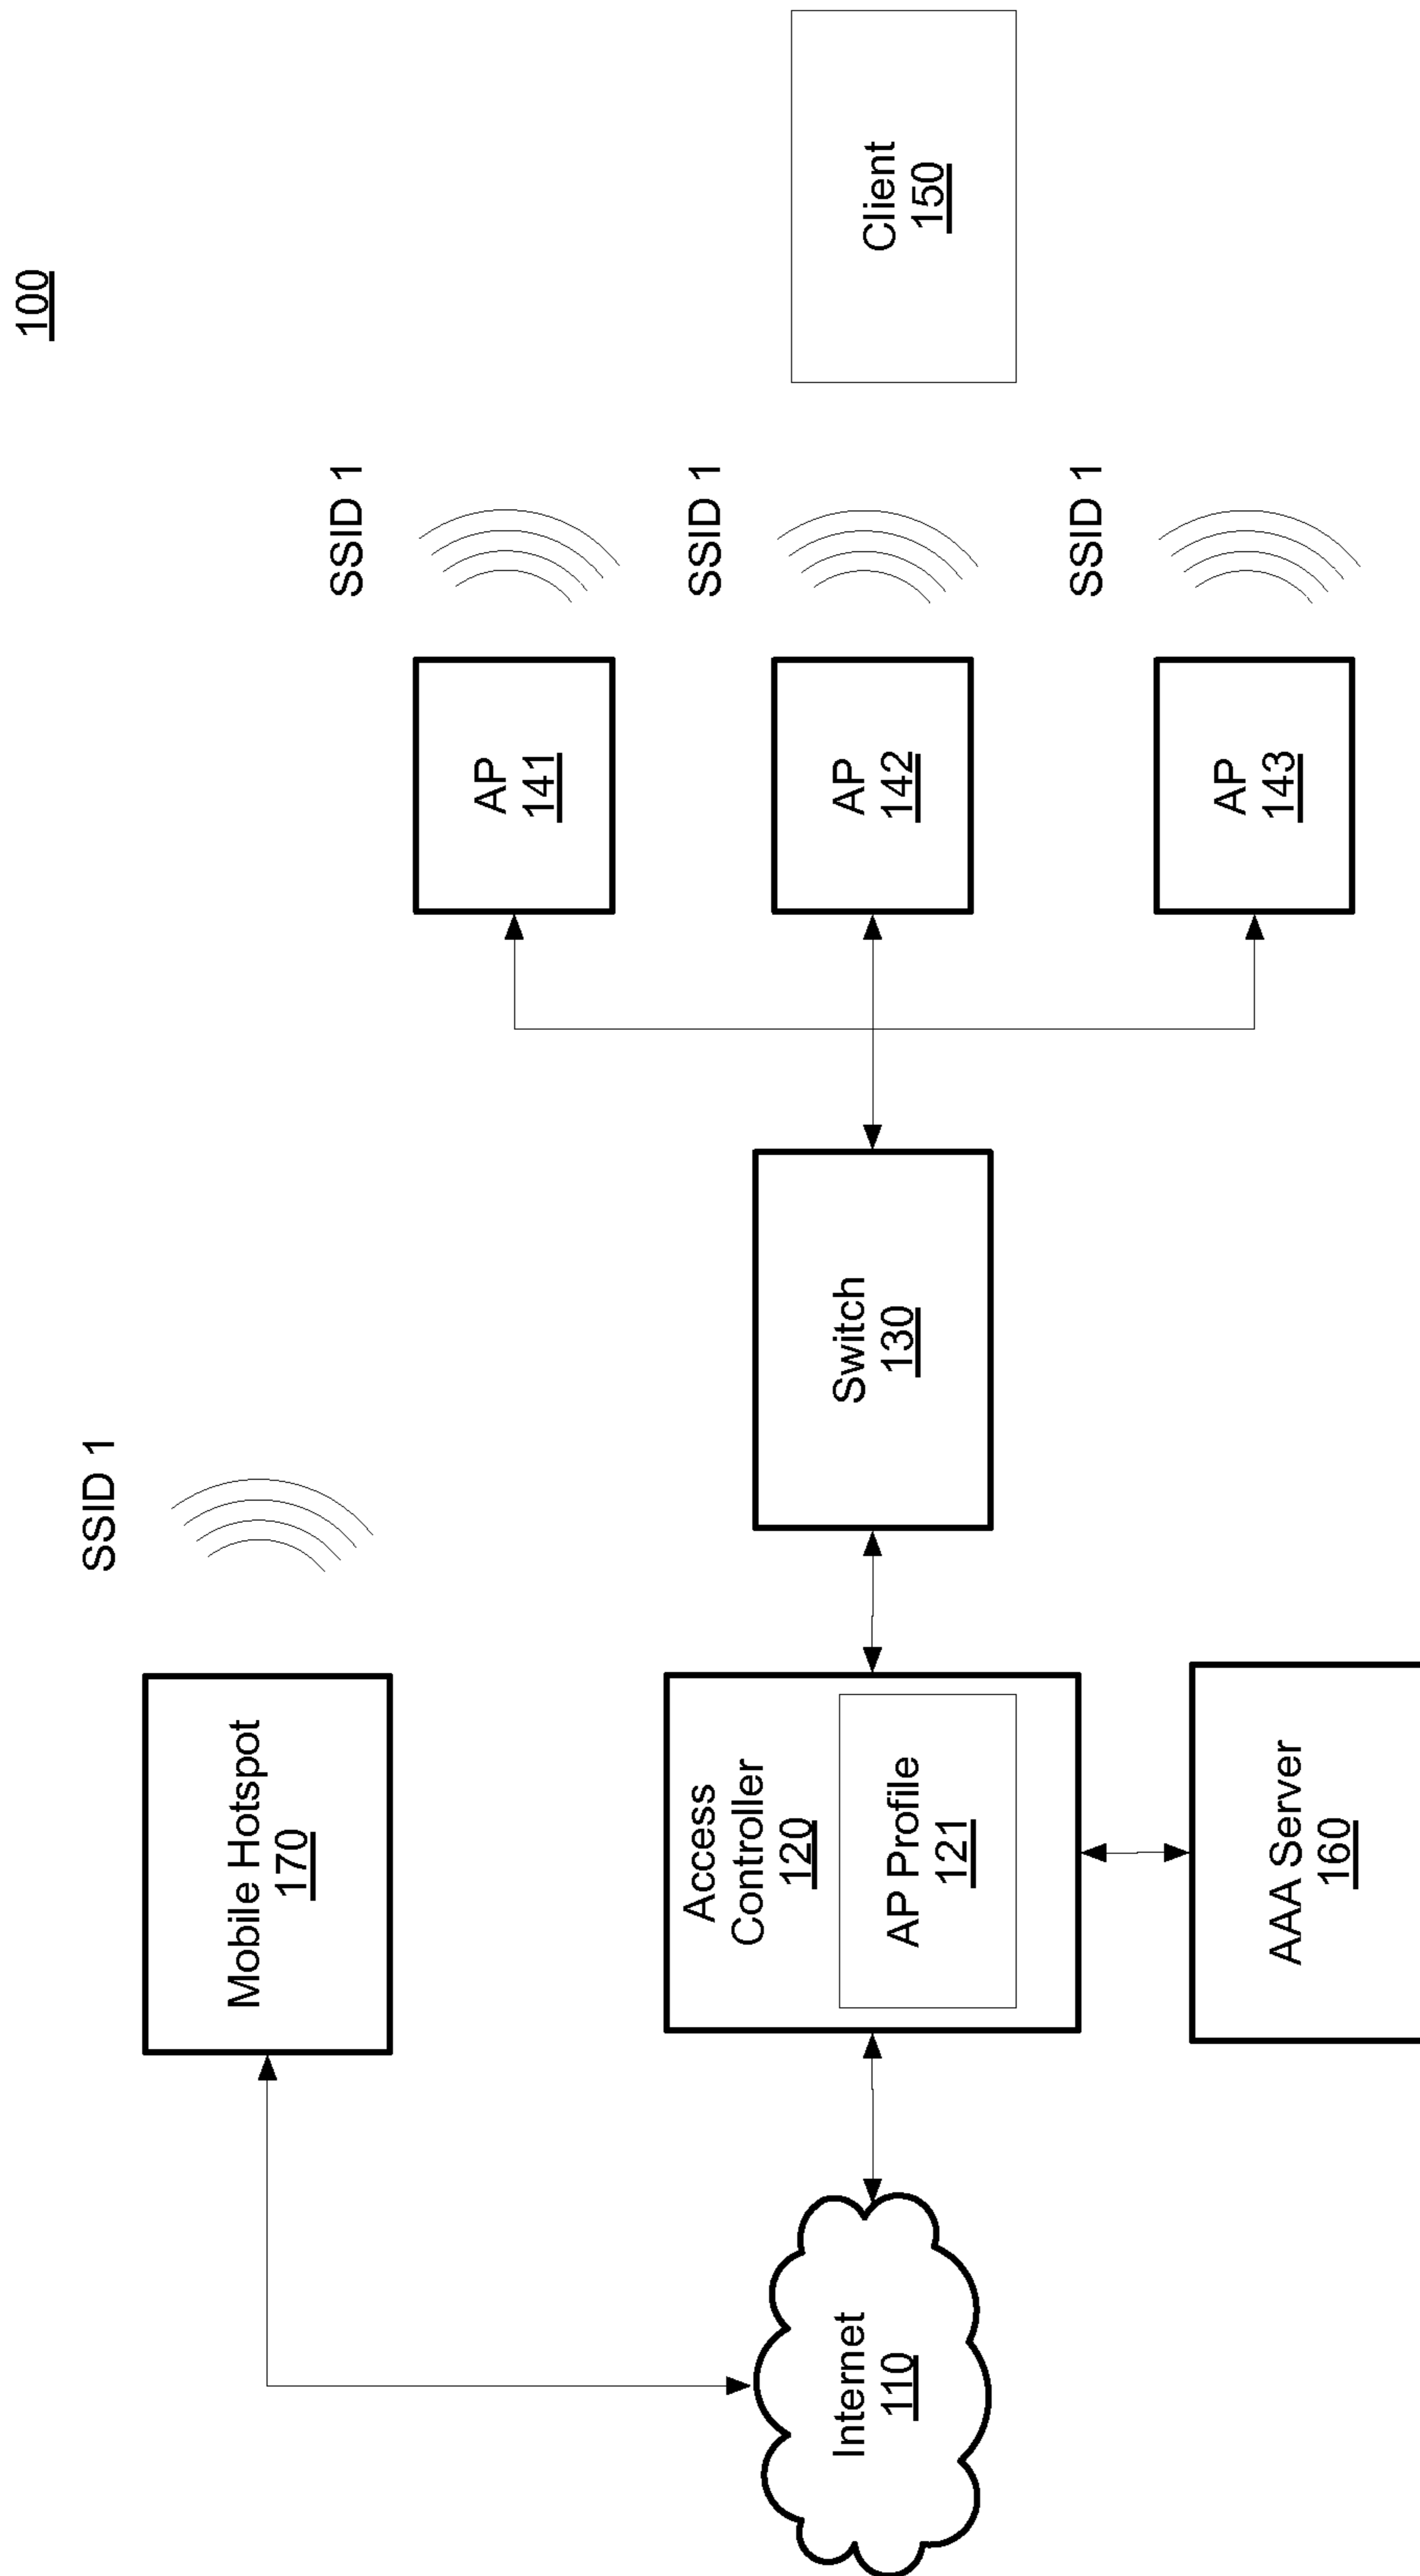 100
SSID 1
Mobile Hotspot
170
SSID 1
AP
141
Internet
110
Access
Controller
120
AP Profile
121
Switch
130
SSID 1
AP
142
Client
150
AAA Server
160
SSID 1
AP
143